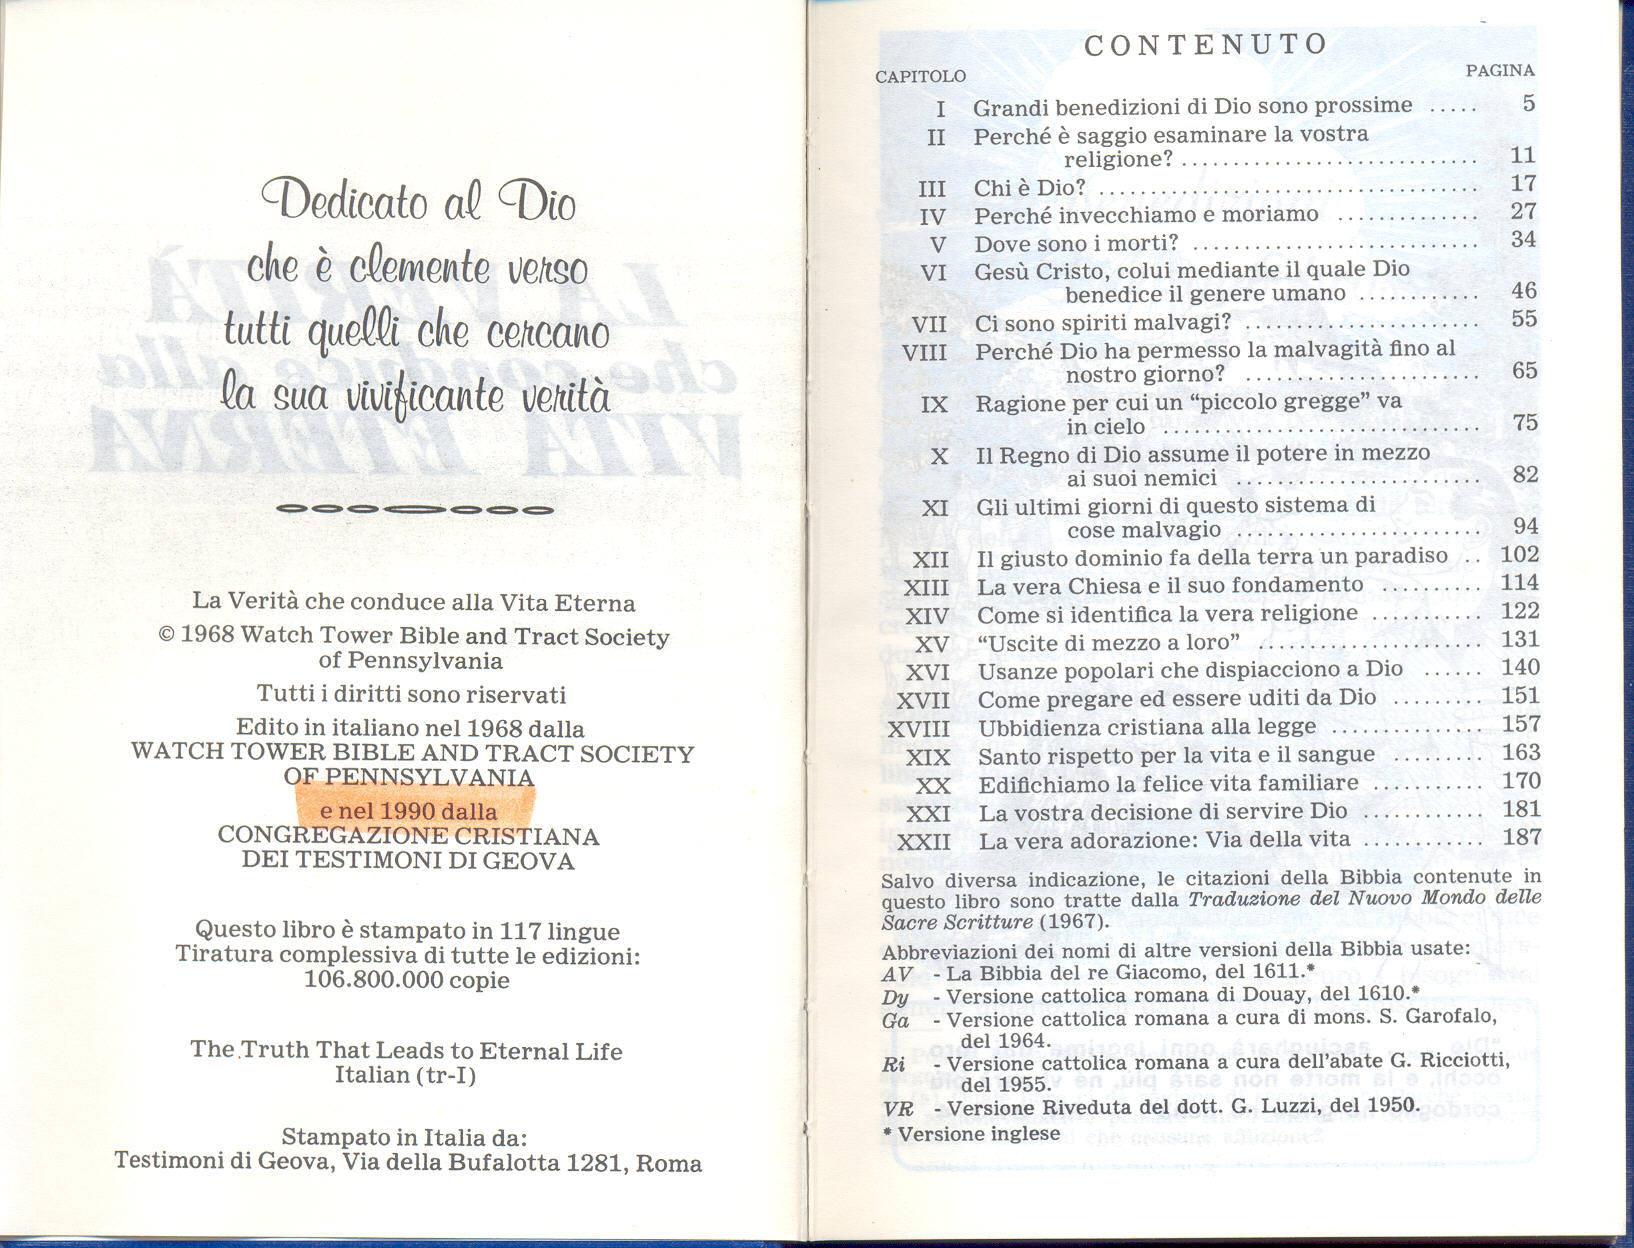 Dedicato al Dio
che è clemente verso
tutti quelli che cercano
la sua vivificante verità
La Verità che conduce alla Vita Eterna
© 1968 Watch Tower Bible and Tract Society
of Pennsylvania
Tutti i diritti sono riservati
Edito in italiano nel 1968 dalla
WATCH TOWER BIBLE AND TRACT SOCIETY
OF PENNSYLVANIA
e nel 1990 dalla
CONGREGAZIONE CRISTIANA
DEI TESTIMONI DI GEOVA
Questo libro è stampato in 117 lingue
Tiratura complessiva di tutte le edizioni:
106.800.000 copie
The Truth That Leads to Eternal Life
Italian (tr-I)
Stampato in Italia da:
Testimoni di Geova, Via della Bufalotta 1281, Roma
CONTENUTO
CAPITOLO PAGINA
I Grandi benedizioni di Dio sono prossime ..... 5
II Perché è saggio esaminare la vostra
religione? ............................. 11
III Chi è Dio? ..................................... 17
IV Perché invecchiamo e moriamo .............. 27
V Dove sono i morti? ............................ 34
VI Gesù Cristo, colui mediante il quale Dio
benedice il genere umano ............ 46
VII Ci sono spiriti malvagi? ....................... 55
VIII Perché Dio ha permesso la malvagità fino al
nostro giorno? ....................... 65
IX Ragione per cui un “piccolo gregge” va
in cielo ............................... 75
X Il Regno di Dio assume il potere in mezzo
ai suoi nemici ........................ 82
XI Gli ultimi giorni di questo sistema di
cose malvagio ........................ 94
XII Il giusto dominio fa della terra un paradiso .. 102
XIII La vera Chiesa e il suo fondamento .......... 114
XIV Come si identifica la vera religione ........... 122
XV “Uscite di mezzo a loro” ...................... 131
XVI Usanze popolari che dispiacciono a Dio ...... 140
XVII Come pregare ed essere uditi da Dio ......... 151
XVIII Ubbidienza cristiana alla legge ............... 157
XIX Santo rispetto per la vita e il sangue ......... 163
XX Edifichiamo la felice vita familiare ........... 170
XXI La vostra decisione di servire Dio ............ 181
XXII La vera adorazione: Via della vita ............ 187
Salvo diversa indicazione, le citazioni della Bibbia contenute in
questo libro sono tratte dalla Traduzione del Nuovo Mondo delle
Sacre Scritture (1967).
Abbreviazioni dei nomi di altre versioni della Bibbia usate:
AV - La Bibbia del re Giacomo, del 1611.*
Dy - Versione cattolica romana di Douay, del 1610.*
Ga - Versione cattolica romana a cura di mons. S. Garofalo,
del 1964.
Ri - Versione cattolica romana a cura dell'abate G. Ricciotti,
del 1955.
VR - Versione Riveduta del dott. G. Luzzi, del 1950.
* Versione inglese